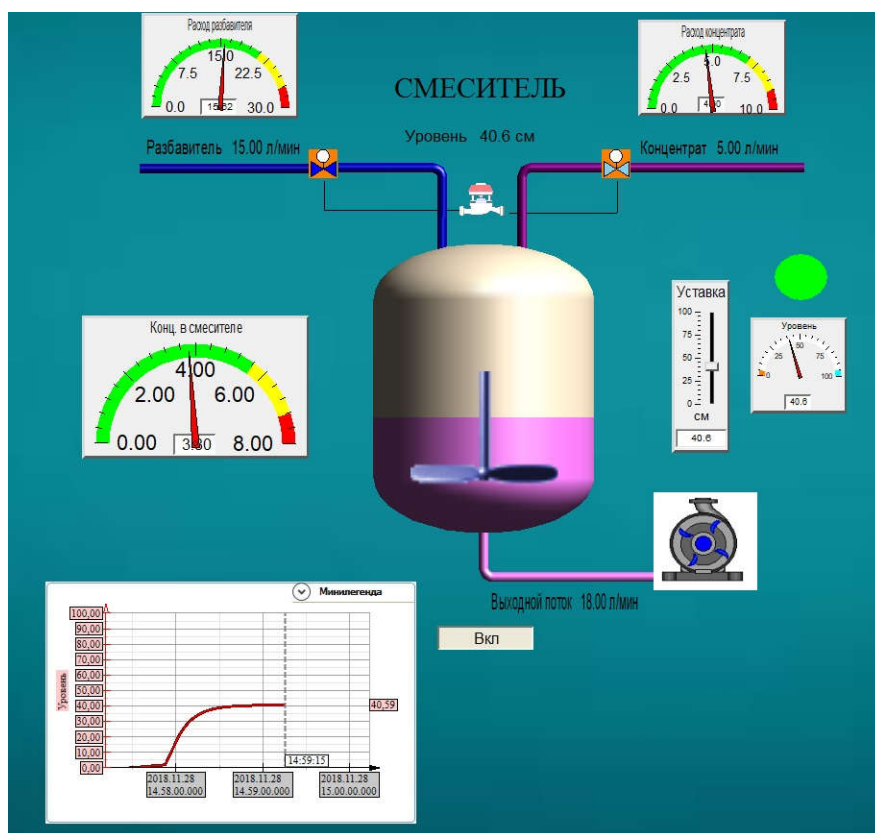 Расход разбавителя
15.0
7.5 22.5
0.0 30.0
Расход концентрата
5.0
2.5 7.5
0.0 10.0
СМЕСИТЕЛЬ
Уровень 40.6 см
Разбавитель 15.00 л/мин
Концентрат 5.00 л/мин
Конц. в смесителе
4.00
2.00 6.00
0.00 8.00
Уставка
100
75
50
25
0
см
40.6
Уровень
25 50 75
0 100
40.6
Выходной поток 18.00 л/мин
Вкл
Минилегенда
100,00
90,00
80,00
70,00
60,00
50,00
40,00
30,00
20,00
10,00
0,00
Уровень
40,59
14:59:15
2018.11.28
14.58.00.000
2018.11.28
14.59.00.000
2018.11.28
15.00.00.000